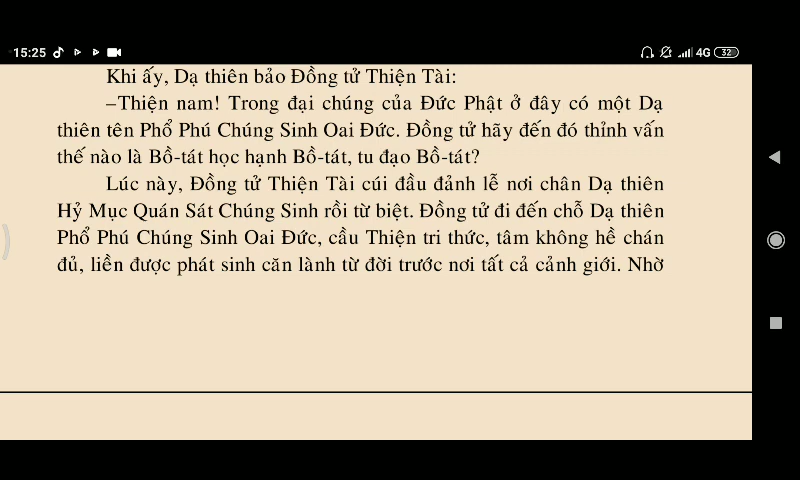 15:25
4G 32
Khi ấy, Dạ thiên bảo Đồng tử Thiện Tài:
–Thiện nam! Trong đại chúng của Đức Phật ở đây có một Dạ
thiên tên Phổ Phú Chúng Sinh Oai Đức. Đồng tử hãy đến đó thỉnh vấn
thế nào là Bồ-tát học hạnh Bồ-tát, tu đạo Bồ-tát?
Lúc này, Đồng tử Thiện Tài cúi đầu đảnh lễ nơi chân Dạ thiên
Hỷ Mục Quán Sát Chúng Sinh rồi từ biệt. Đồng tử đi đến chỗ Dạ thiên
Phổ Phú Chúng Sinh Oai Đức, cầu Thiện tri thức, tâm không hề chán
đủ, liền được phát sinh căn lành từ đời trước nơi tất cả cảnh giới. Nhờ